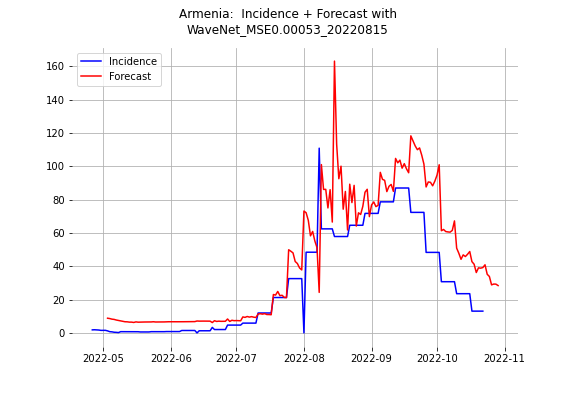 Armenia:  Incidence + Forecast with
WaveNet_MSE0.00053_20220815
Incidence
Forecast
160
140
120
100
80
60
40
20
0
2022-05 2022-06 2022-07 2022-08 2022-09 2022-10 2022-11